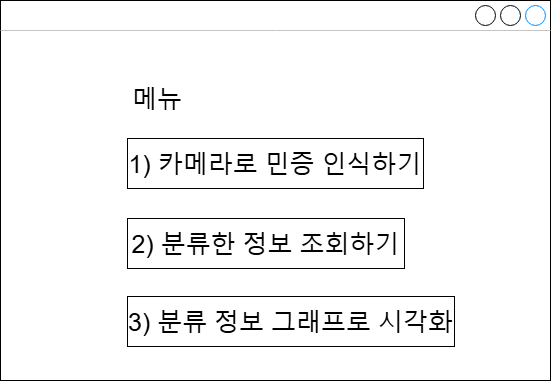 메뉴
1) 카메라로 민증 인식하기
2) 분류한 정보 조회하기
3) 분류 정보 그래프로 시각화